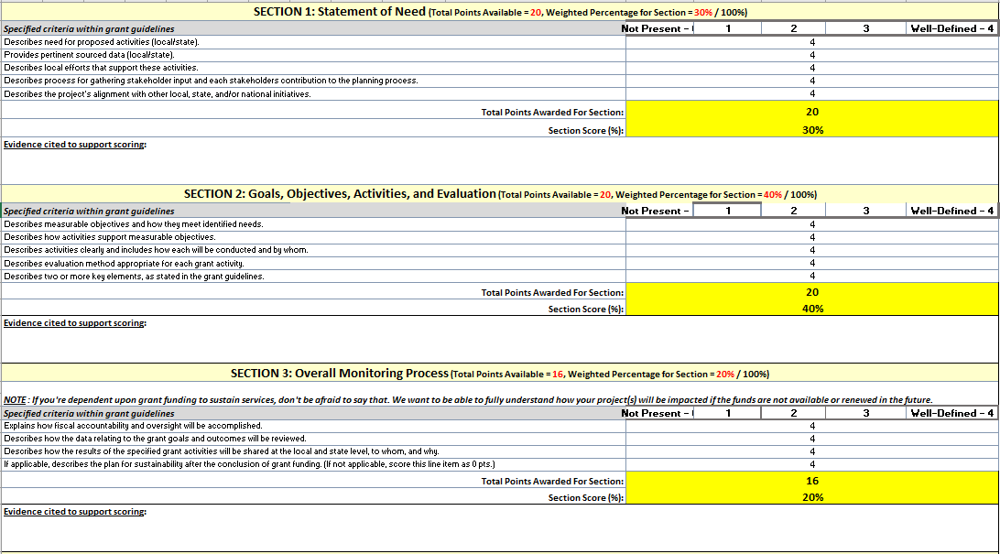 SECTION 1: Statement of Need (Total Points Available = 20, Weighted Percentage for Section = 30% / 100%)
Specified criteria within grant guidelines Not Present - 1 2 3 Well-Defined - 4
Describes need for proposed activities (local/state). 4
Provides pertinent sourced data (local/state). 4
Describes local efforts that support these activities. 4
Describes process for gathering stakeholder input and each stakeholders contribution to the planning process. 4
Describes the project's alignment with other local, state, and/or national initiatives. 4
Total Points Awarded For Section: 20
Section Score (%): 30%
Evidence cited to support scoring:
SECTION 2: Goals, Objectives, Activities, and Evaluation (Total Points Available = 20, Weighted Percentage for Section = 40% / 100%)
Specified criteria within grant guidelines Not Present - 1 2 3 Well-Defined - 4
Describes measurable objectives and how they meet identified needs. 4
Describes how activities support measurable objectives. 4
Describes activities clearly and includes how each will be conducted and by whom. 4
Describes evaluation method appropriate for each grant activity. 4
Describes two or more key elements, as stated in the grant guidelines. 4
Total Points Awarded For Section: 20
Section Score (%): 40%
Evidence cited to support scoring:
SECTION 3: Overall Monitoring Process (Total Points Available = 16, Weighted Percentage for Section = 20% / 100%)
NOTE : If you're dependent upon grant funding to sustain services, don't be afraid to say that. We want to be able to fully understand how your project(s) will be impacted if the funds are not available or renewed in the future.
Specified criteria within grant guidelines Not Present - 1 2 3 Well-Defined - 4
Explains how fiscal accountability and oversight will be accomplished. 4
Describes how the data relating to the grant goals and outcomes will be reviewed. 4
Describes how the results of the specified grant activities will be shared at the local and state level, to whom, and why. 4
If applicable, describes the plan for sustainability after the conclusion of grant funding. (If not applicable, score this line item as 0 pts.) 4
Total Points Awarded For Section: 16
Section Score (%): 20%
Evidence cited to support scoring: